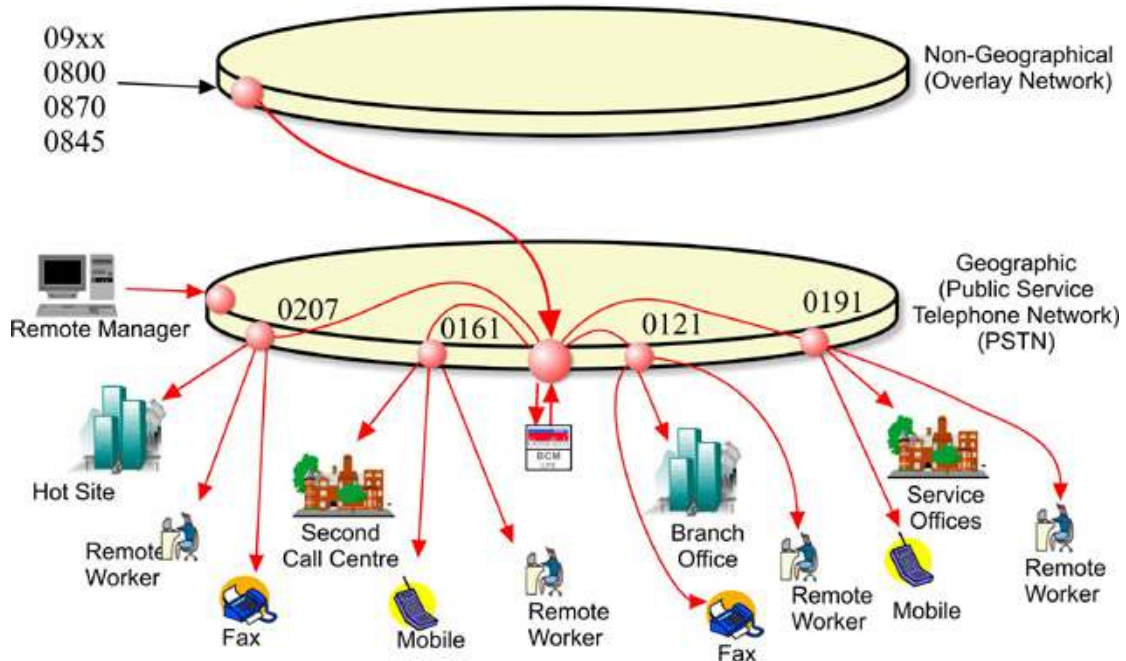 09xx
0800
0870
0845
Non-Geographical
(Overlay Network)
Geographic
(Public Service
Telephone Network)
(PSTN)
Remote Manager
0207
0161
0121
0191
BCM
Hot Site
Remote
Worker
Fax
Second
Call Centre
Mobile
Remote
Worker
Branch
Office
Fax
Remote
Worker
Service
Offices
Mobile
Remote
Worker